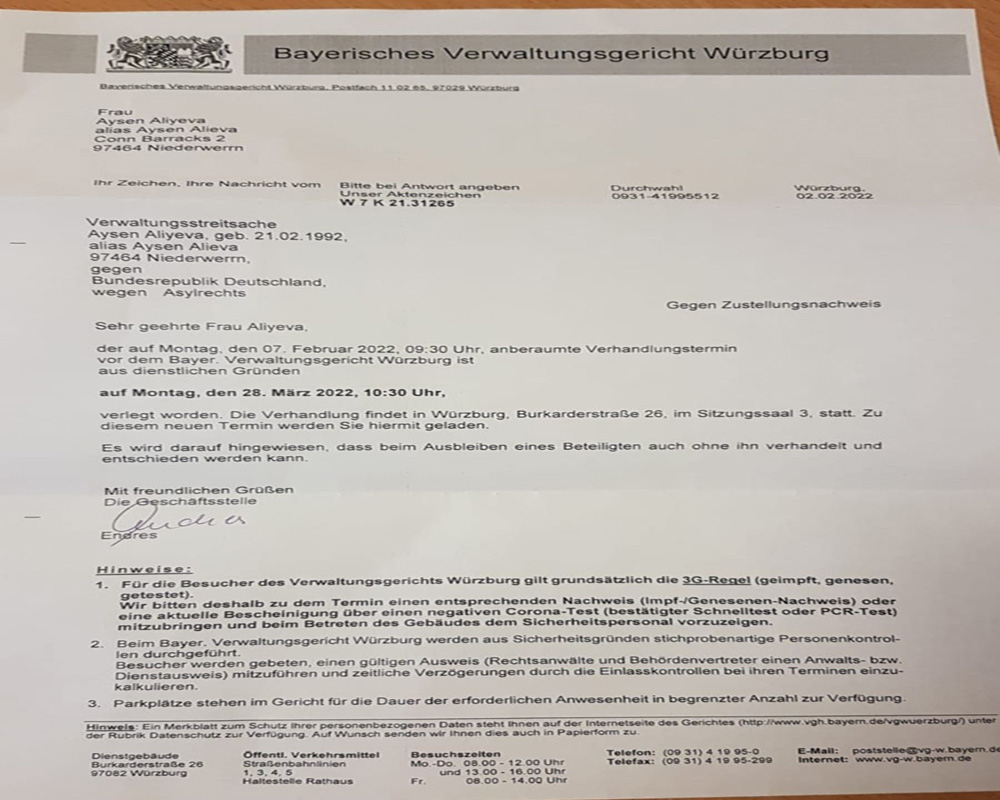 Bayerisches Verwaltungsgericht Würzburg
Bayerisches Verwaltungsgericht Würzburg, Postfach 11 02 65, 97029 Würzburg
Frau
Aysen Aliyeva
alias Aysen Alieva
Conn Barracks 2
97464 Niederwerrn
Ihr Zeichen, Ihre Nachricht vom
Bitte bei Antwort angeben
Unser Aktenzeichen
W 7 K 21.31265
Durchwahl
0931-41995512
Würzburg,
02.02.2022
Verwaltungsstreitsache
Aysen Aliyeva, geb. 21.02.1992,
alias Aysen Alieva
97464 Niederwerrn,
gegen
Bundesrepublik Deutschland,
wegen Asylrechts
Gegen Zustellungsnachweis
Sehr geehrte Frau Aliyeva,
der auf Montag, den 07. Februar 2022, 09:30 Uhr, anberaumte Verhandlungstermin
vor dem Bayer. Verwaltungsgericht Würzburg ist
aus dienstlichen Gründen
auf Montag, den 28. März 2022, 10:30 Uhr,
verlegt worden. Die Verhandlung findet in Würzburg, Burkarderstraße 26, im Sitzungssaal 3, statt. Zu
diesem neuen Termin werden Sie hiermit geladen.
Es wird darauf hingewiesen, dass beim Ausbleiben eines Beteiligten auch ohne ihn verhandelt und
entschieden werden kann.
Mit freundlichen Grüßen
Die Geschäftsstelle
Endres
Hinweise:
1. Für die Besucher des Verwaltungsgerichts Würzburg gilt grundsätzlich die 3G-Regel (geimpft, genesen,
getestet).
Wir bitten deshalb zu dem Termin einen entsprechenden Nachweis (Impf-/Genesenen-Nachweis) oder
eine aktuelle Bescheinigung über einen negativen Corona-Test (bestätigter Schnelltest oder PCR-Test)
mitzubringen und beim Betreten des Gebäudes dem Sicherheitspersonal vorzuzeigen.
2. Beim Bayer. Verwaltungsgericht Würzburg werden aus Sicherheitsgründen stichprobenartige Personenkontrol-
len durchgeführt.
Besucher werden gebeten, einen gültigen Ausweis (Rechtsanwälte und Behördenvertreter einen Anwalts- bzw.
Dienstausweis) mitzuführen und zeitliche Verzögerungen durch die Einlasskontrollen bei ihren Terminen einzu-
kalkulieren.
3. Parkplätze stehen im Gericht für die Dauer der erforderlichen Anwesenheit in begrenzter Anzahl zur Verfügung.
Hinweis: Ein Merkblatt zum Schutz Ihrer personenbezogenen Daten steht Ihnen auf der Internetseite des Gerichtes (http://www.vgh.bayern.de/vgwuerzburg/) unter
der Rubrik Datenschutz zur Verfügung. Auf Wunsch senden wir Ihnen dies auch in Papierform zu.
Dienstgebäude
Burkarderstraße 26
97082 Würzburg
Öffentl. Verkehrsmittel
Straßenbahnlinien
1, 3, 4, 5
Haltestelle Rathaus
Besuchszeiten
Mo.-Do. 08.00 - 12.00 Uhr
und 13.00 - 16.00 Uhr
Fr. 08.00 - 14.00 Uhr
Telefon: (09 31) 4 19 95-0
Telefax: (09 31) 4 19 95-299
E-Mail: poststelle@vg-w.bayern.de
Internet: www.vg-w.bayern.de